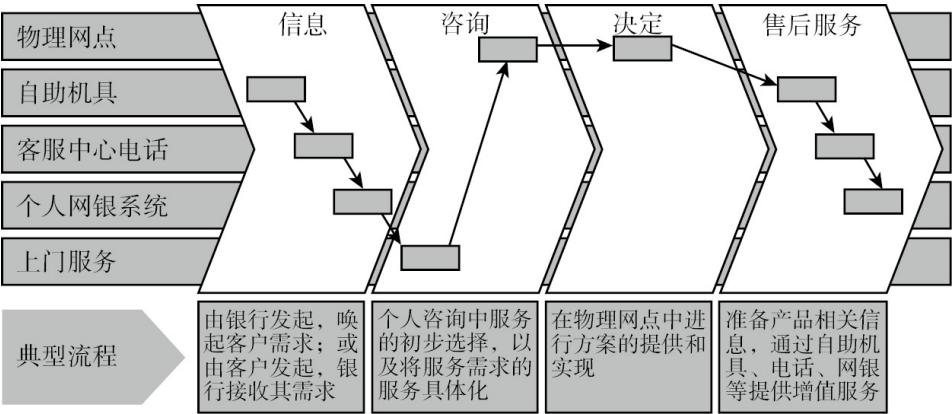 信息
咨询
决定
售后服务
物理网点
自助机具
客服中心电话
个人网银系统
上门服务
典型流程
由银行发起，唤
起客户需求；或
由客户发起，银
行接收其需求
个人咨询中服务
的初步选择，以
及将服务需求的
服务具体化
在物理网点中进
行方案的提供和
实现
准备产品相关信
息，通过自助机
具、电话、网银
等提供增值服务